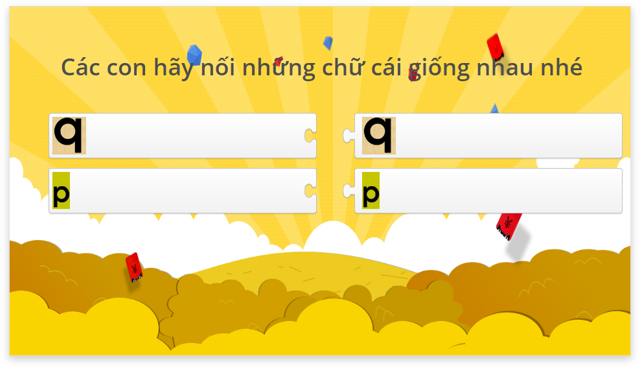 Các con hãy nối những chữ cái giống nhau nhé
q q
p p